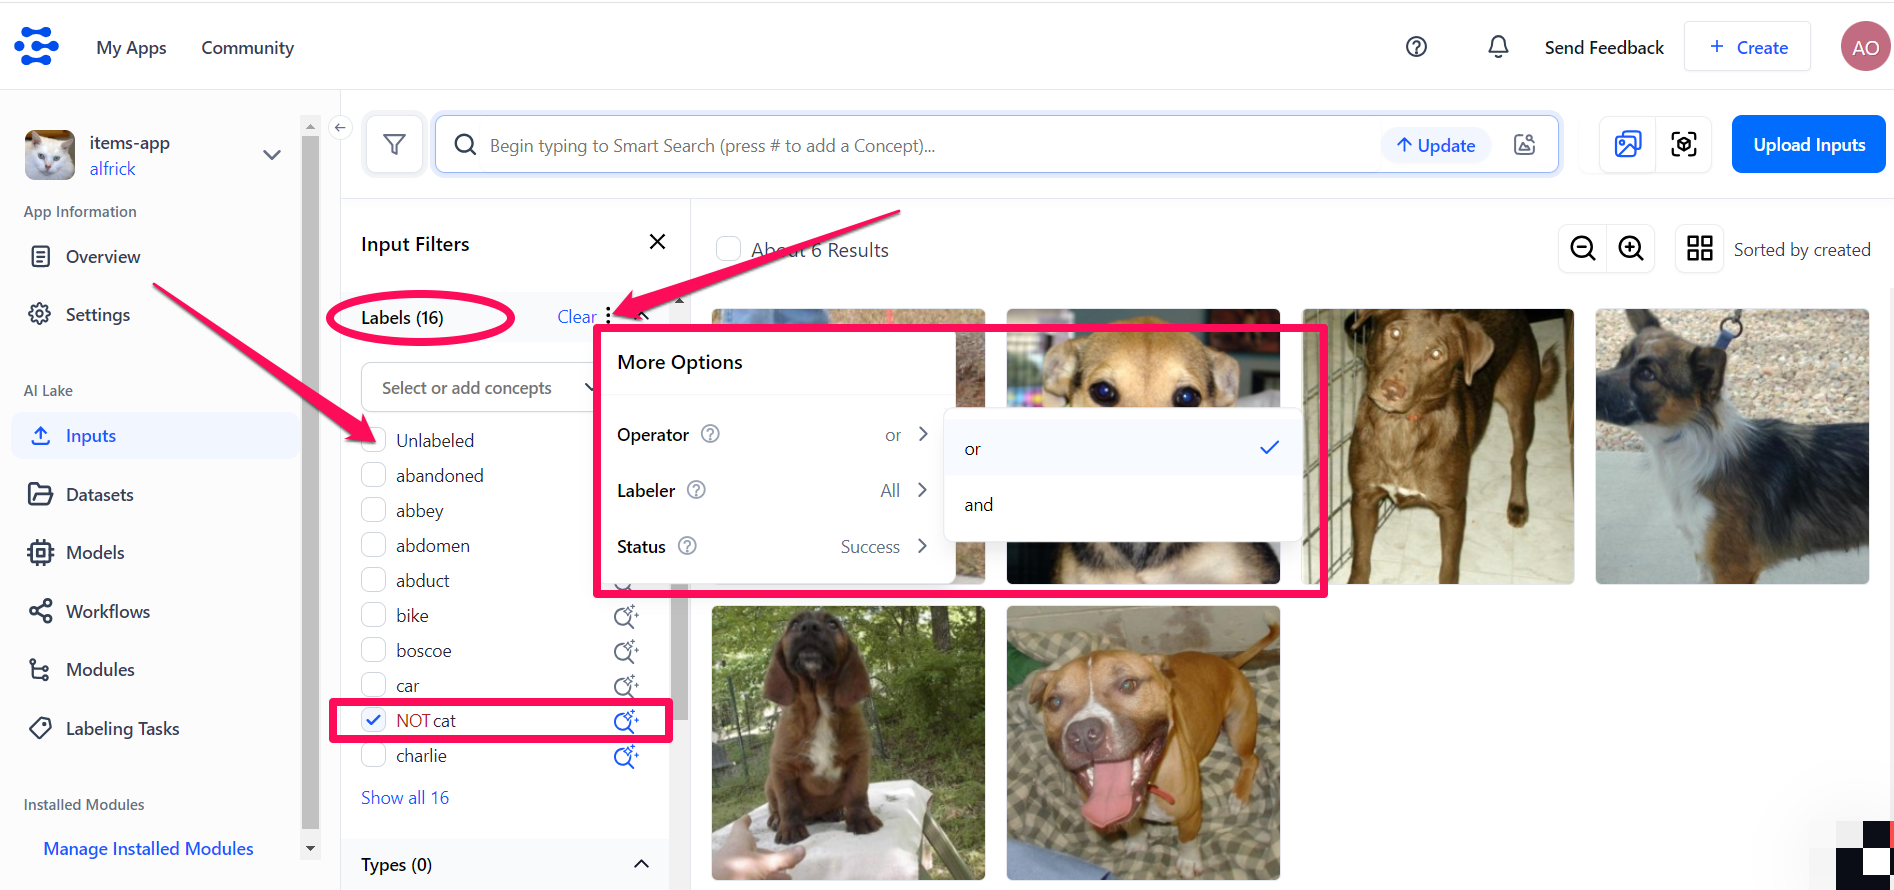 My Apps
Community
Send Feedback
+ Create
AO
items-app
alfrick
App Information
Overview
Settings
AI Lake
Inputs
Datasets
Models
Workflows
Modules
Labeling Tasks
Installed Modules
Manage Installed Modules
Begin typing to Smart Search (press # to add a Concept)...
Update
Upload Inputs
Input Filters
About 6 Results
Sorted by created
Labels (16)
Clear
Select or add concepts
Unlabeled
abandoned
abbey
abdomen
abduct
bike
boscoe
car
NOT cat
charlie
Show all 16
Types (0)
More Options
Operator
or
Labeler
All
Status
Success
or
and